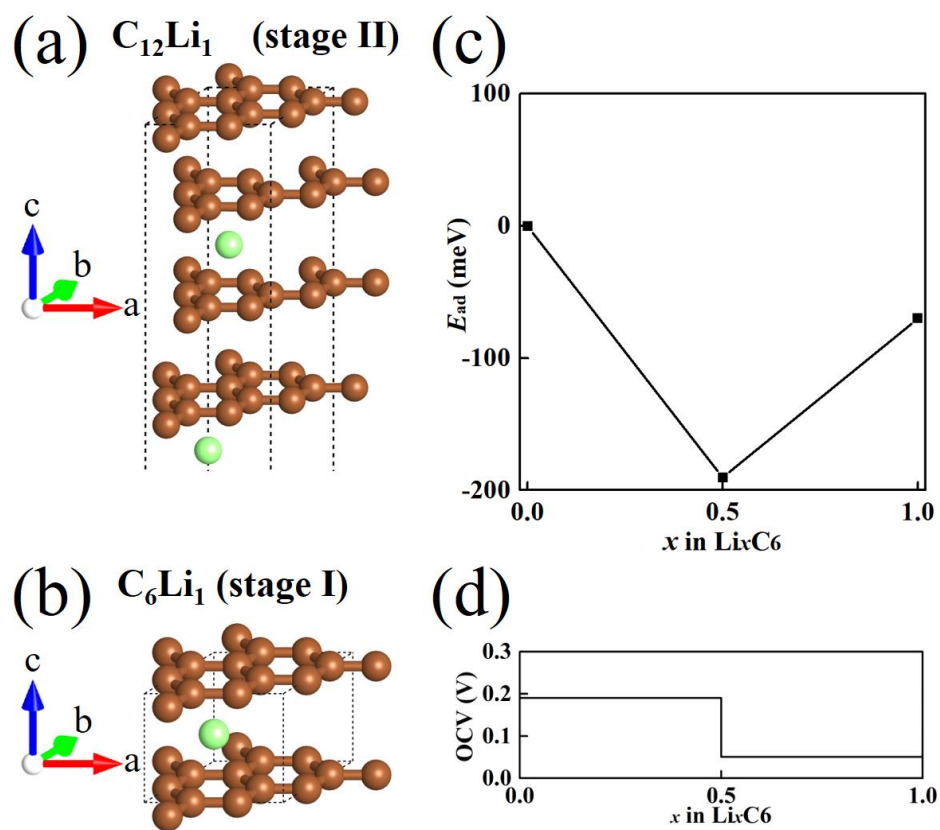 (a) C₁₂Li₁ (stage II)
c
b
a
(b) C₆Li₁ (stage I)
c
b
a
(c)
100
0
-100
-200
Ead (meV)
0.0 0.5 1.0
x in LixC6
(d)
0.3
0.2
0.1
0.0
OCV (V)
0.0 0.5 1.0
x in LixC6